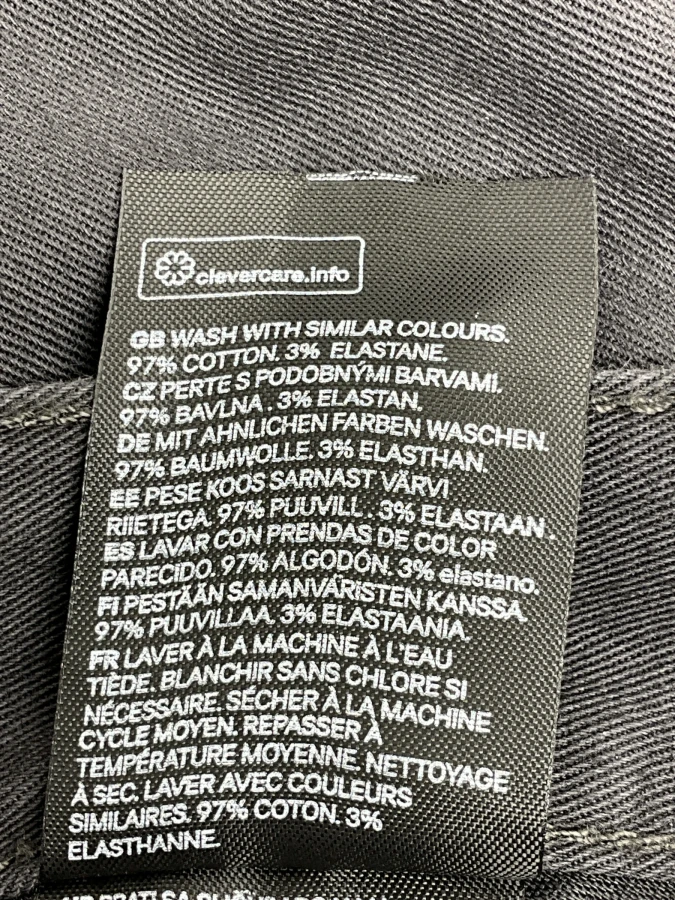 clevercare.info
GB WASH WITH SIMILAR COLOURS.
97% COTTON. 3% ELASTANE.
CZ PERTE S PODOBNÝMI BARVAMI.
97% BAVLNA . 3% ELASTAN.
DE MIT AHNLICHEN FARBEN WASCHEN.
97% BAUMWOLLE. 3% ELASTHAN.
EE PESE KOOS SARNAST VÄRVI
RIIETEGA. 97% PUUVILL . 3% ELASTAAN .
ES LAVAR CON PRENDAS DE COLOR
PARECIDO. 97% ALGODÓN. 3% elastano.
FI PESTÄÄN SAMANVÄRISTEN KANSSA.
97% PUUVILLAA. 3% ELASTAANIA.
FR LAVER À LA MACHINE À L'EAU
TIÈDE. BLANCHIR SANS CHLORE SI
NÉCESSAIRE. SÉCHER À LA MACHINE
CYCLE MOYEN. REPASSER À
TEMPÉRATURE MOYENNE. NETTOYAGE
À SEC. LAVER AVEC COULEURS
SIMILAIRES. 97% COTON. 3%
ELASTHANNE.